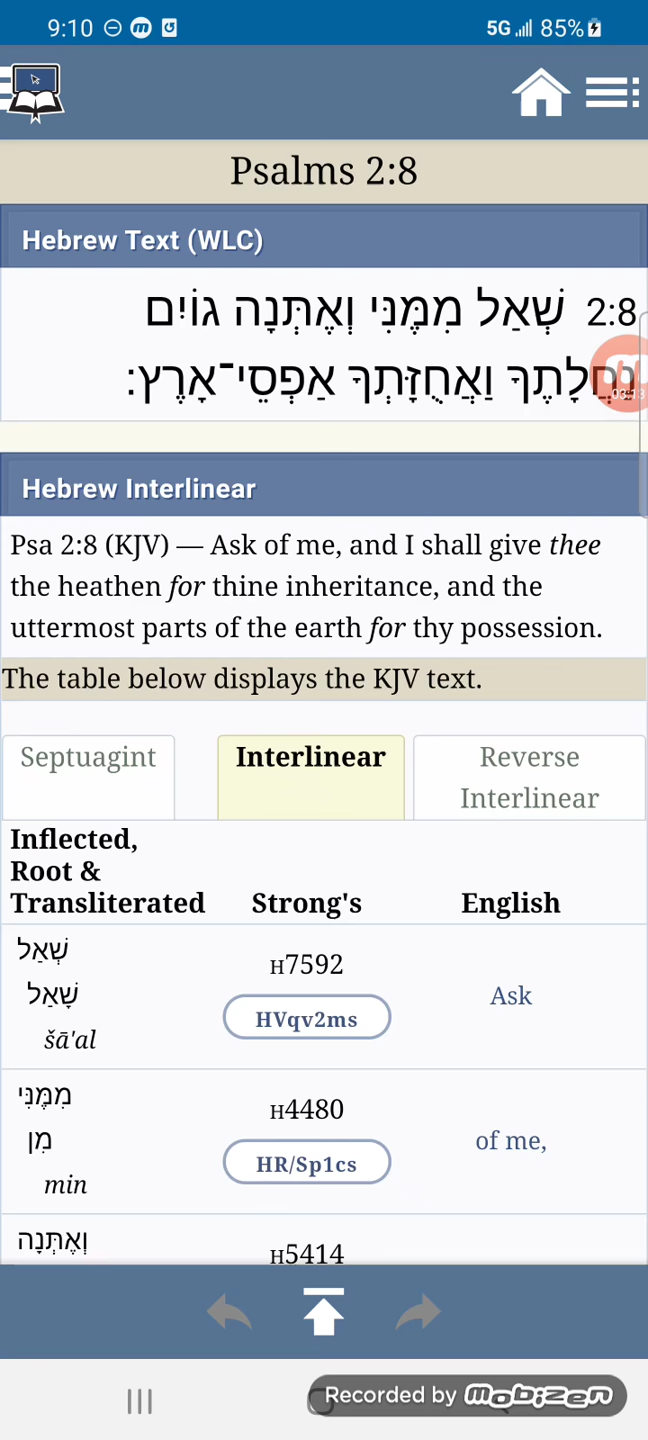 9:10
5G 85%
Psalms 2:8
Hebrew Text (WLC)
2:8 שְׁאַל מִמֶּנִּי וְאֶתְּנָה גוֹיִם
נַחֲלָתֶךָ וַאֲחֻזָּתְךָ אַפְסֵי־אָרֶץ׃
03:13
Hebrew Interlinear
Psa 2:8 (KJV) — Ask of me, and I shall give thee
the heathen for thine inheritance, and the
uttermost parts of the earth for thy possession.
The table below displays the KJV text.
Septuagint Interlinear Reverse
Interlinear
Inflected,
Root &
Transliterated Strong's English
שְׁאַל
H7592
שָׁאַל
Ask
HVqv2ms
šā'al
מִמֶּנִּי
H4480
מִן
of me,
HR/Sp1cs
min
וְאֶתְּנָה
H5414
Recorded by mobizen